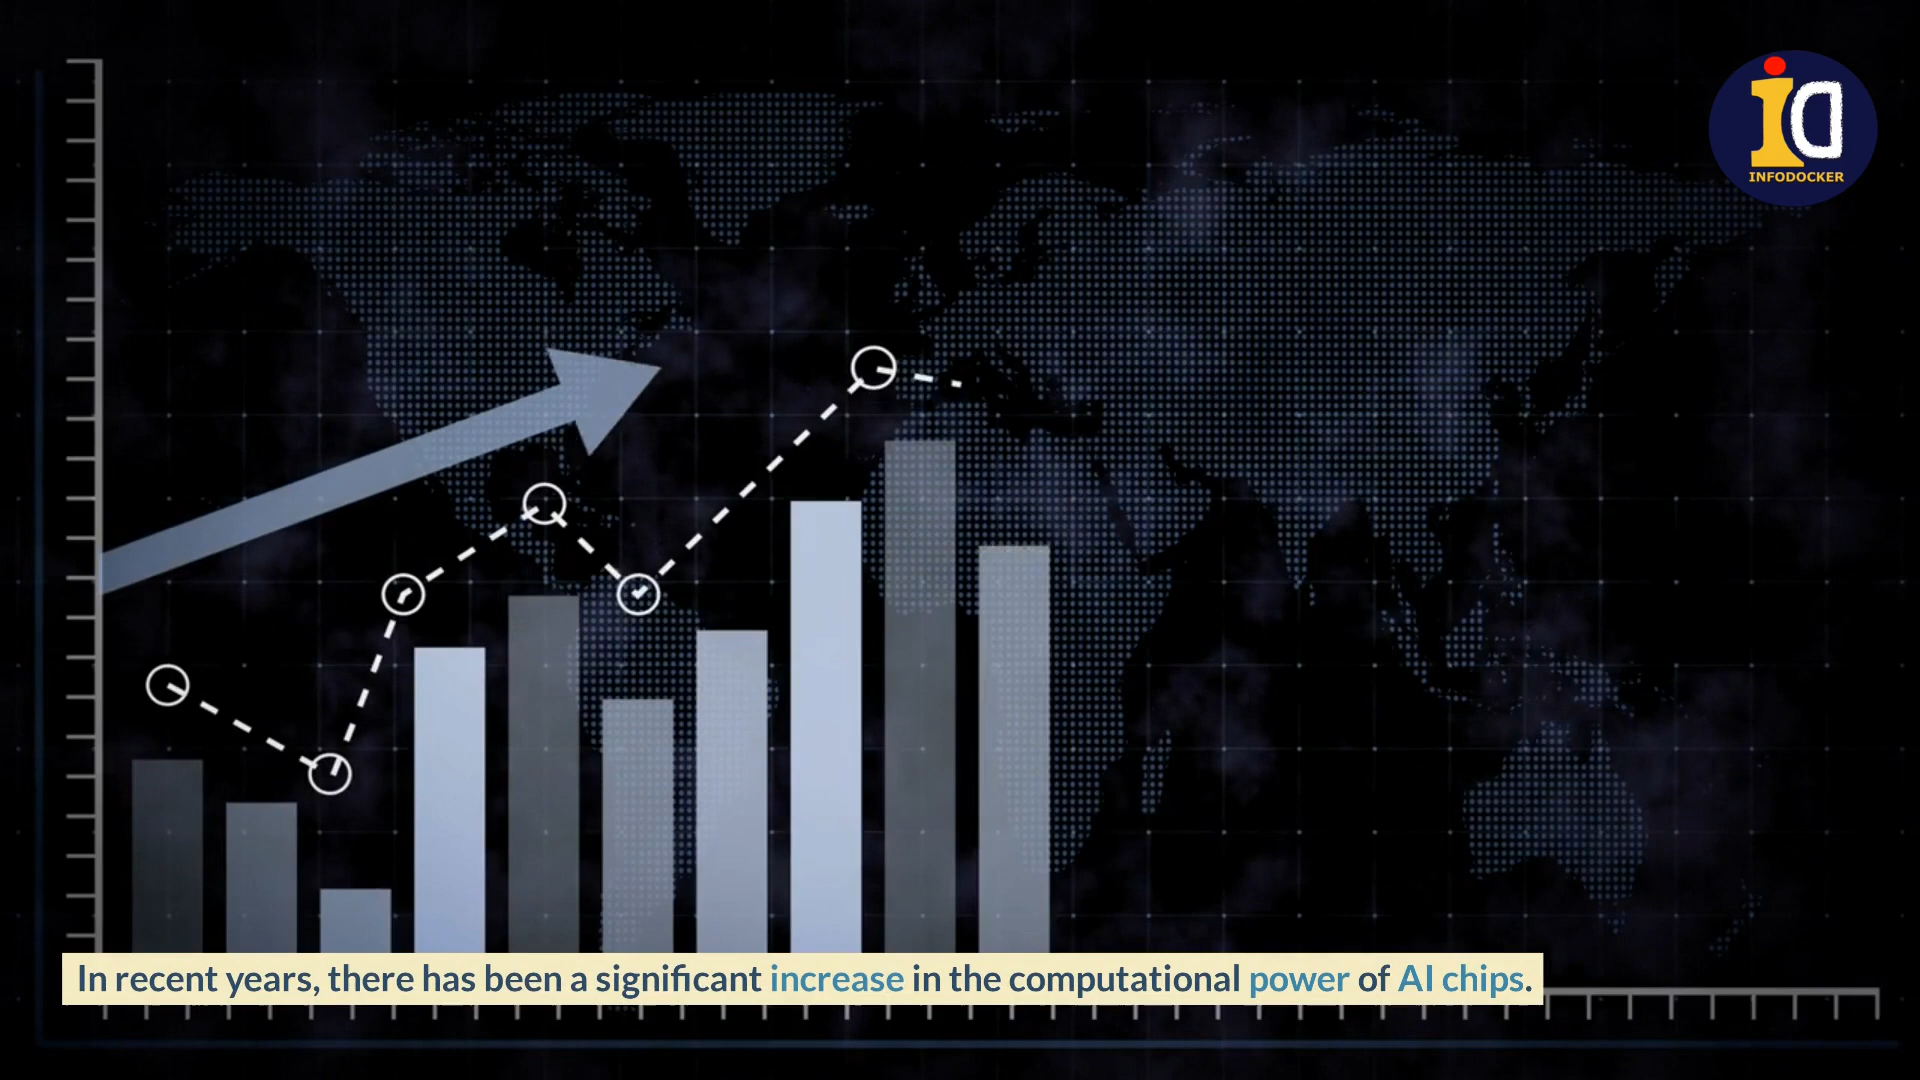 INFODOCKER
In recent years, there has been a significant increase in the computational power of AI chips.